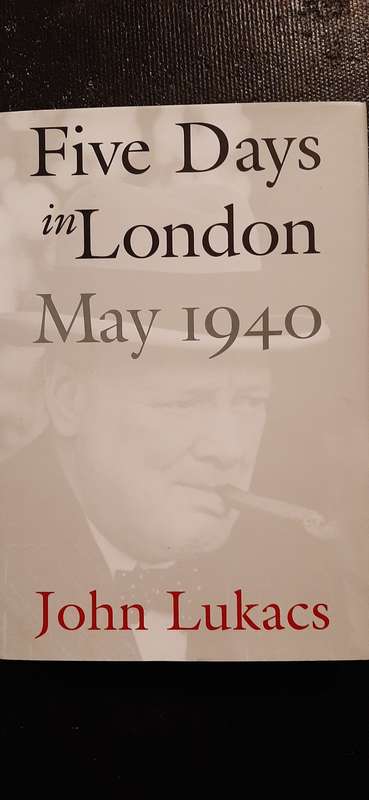 Five Days
in London
May 1940
John Lukacs